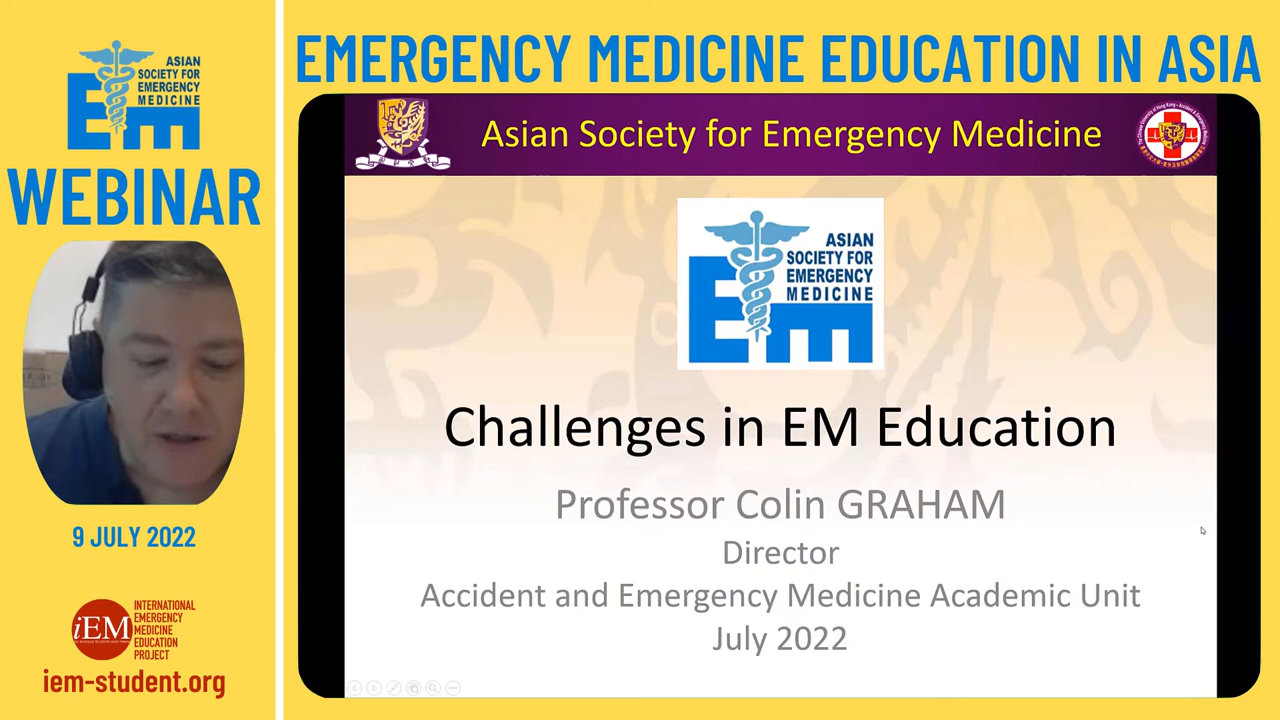 ASIAN
SOCIETY FOR
EMERGENCY
MEDICINE
Em
WEBINAR
9 JULY 2022
iEM
INTERNATIONAL
EMERGENCY
MEDICINE
EDUCATION
PROJECT
iem-student.org
EMERGENCY MEDICINE EDUCATION IN ASIA
Asian Society for Emergency Medicine
ASIAN
SOCIETY FOR
EMERGENCY
MEDICINE
Em
Challenges in EM Education
Professor Colin GRAHAM
Director
Accident and Emergency Medicine Academic Unit
July 2022